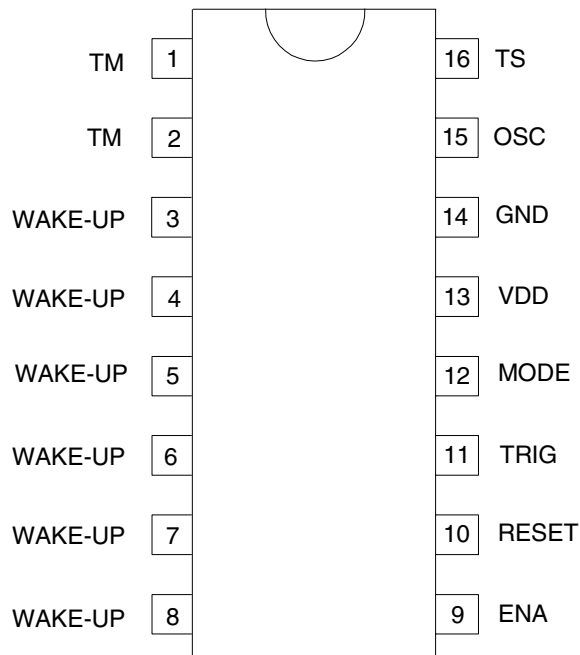 TM 1 16 TS
TM 2 15 OSC
WAKE-UP 3 14 GND
WAKE-UP 4 13 VDD
WAKE-UP 5 12 MODE
WAKE-UP 6 11 TRIG
WAKE-UP 7 10 RESET
WAKE-UP 8 9 ENA